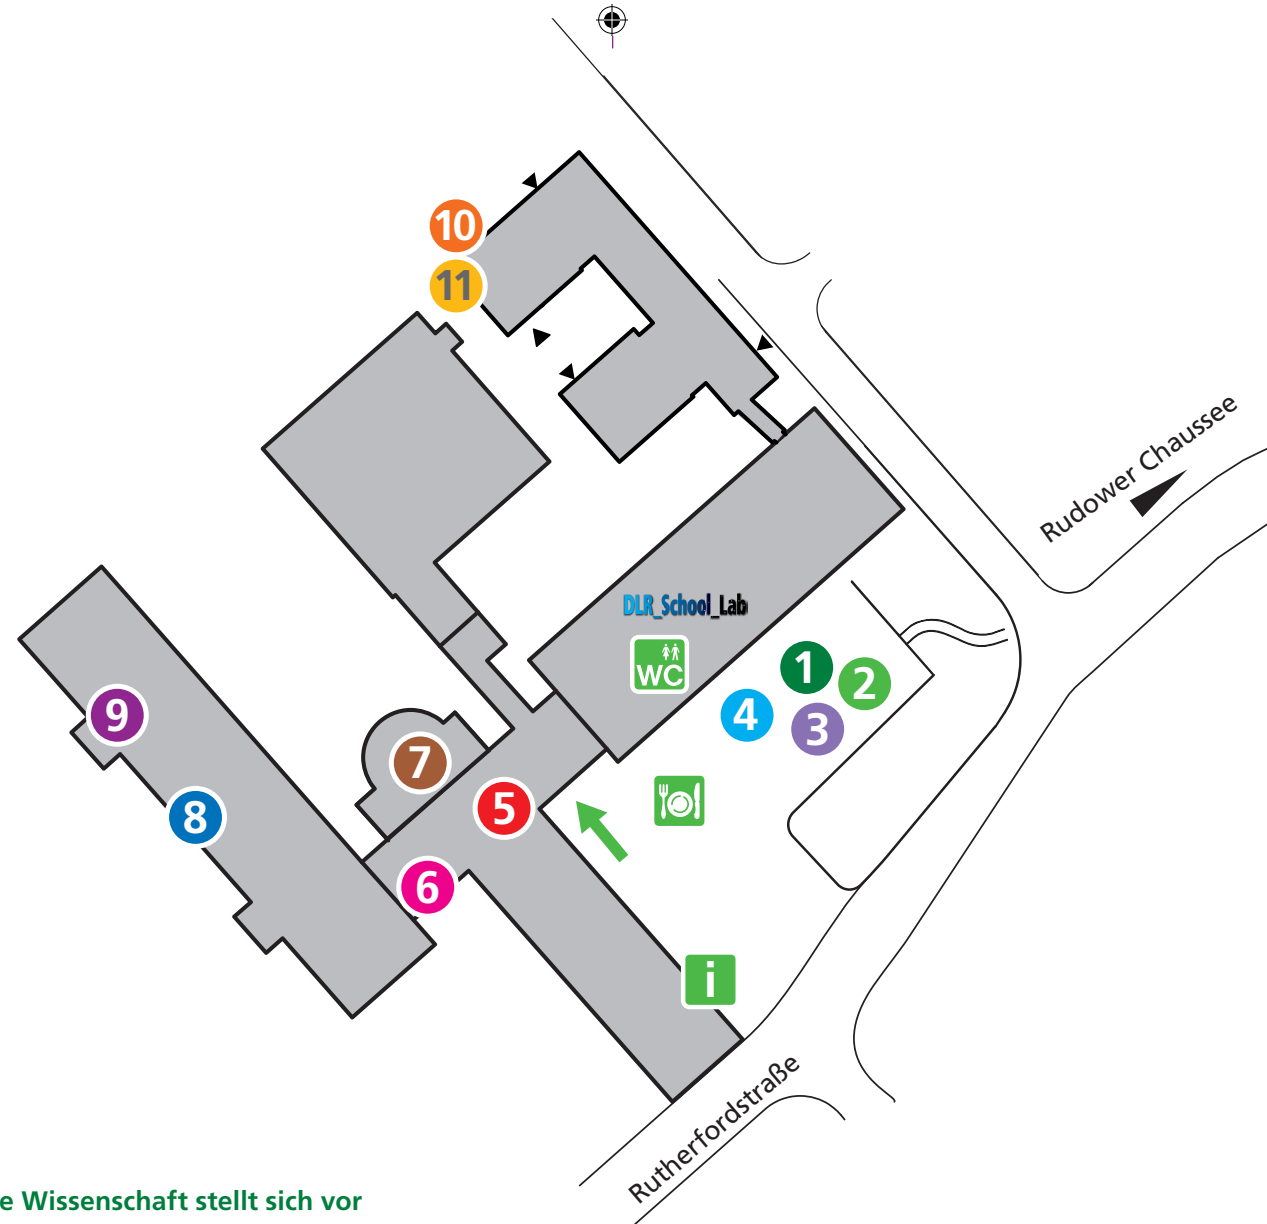 10
11
Rudower Chaussee
DLR_School_Lab
WC
1
2
9
4
3
7
8
5
6
i
Rutherfordstraße
e Wissenschaft stellt sich vor